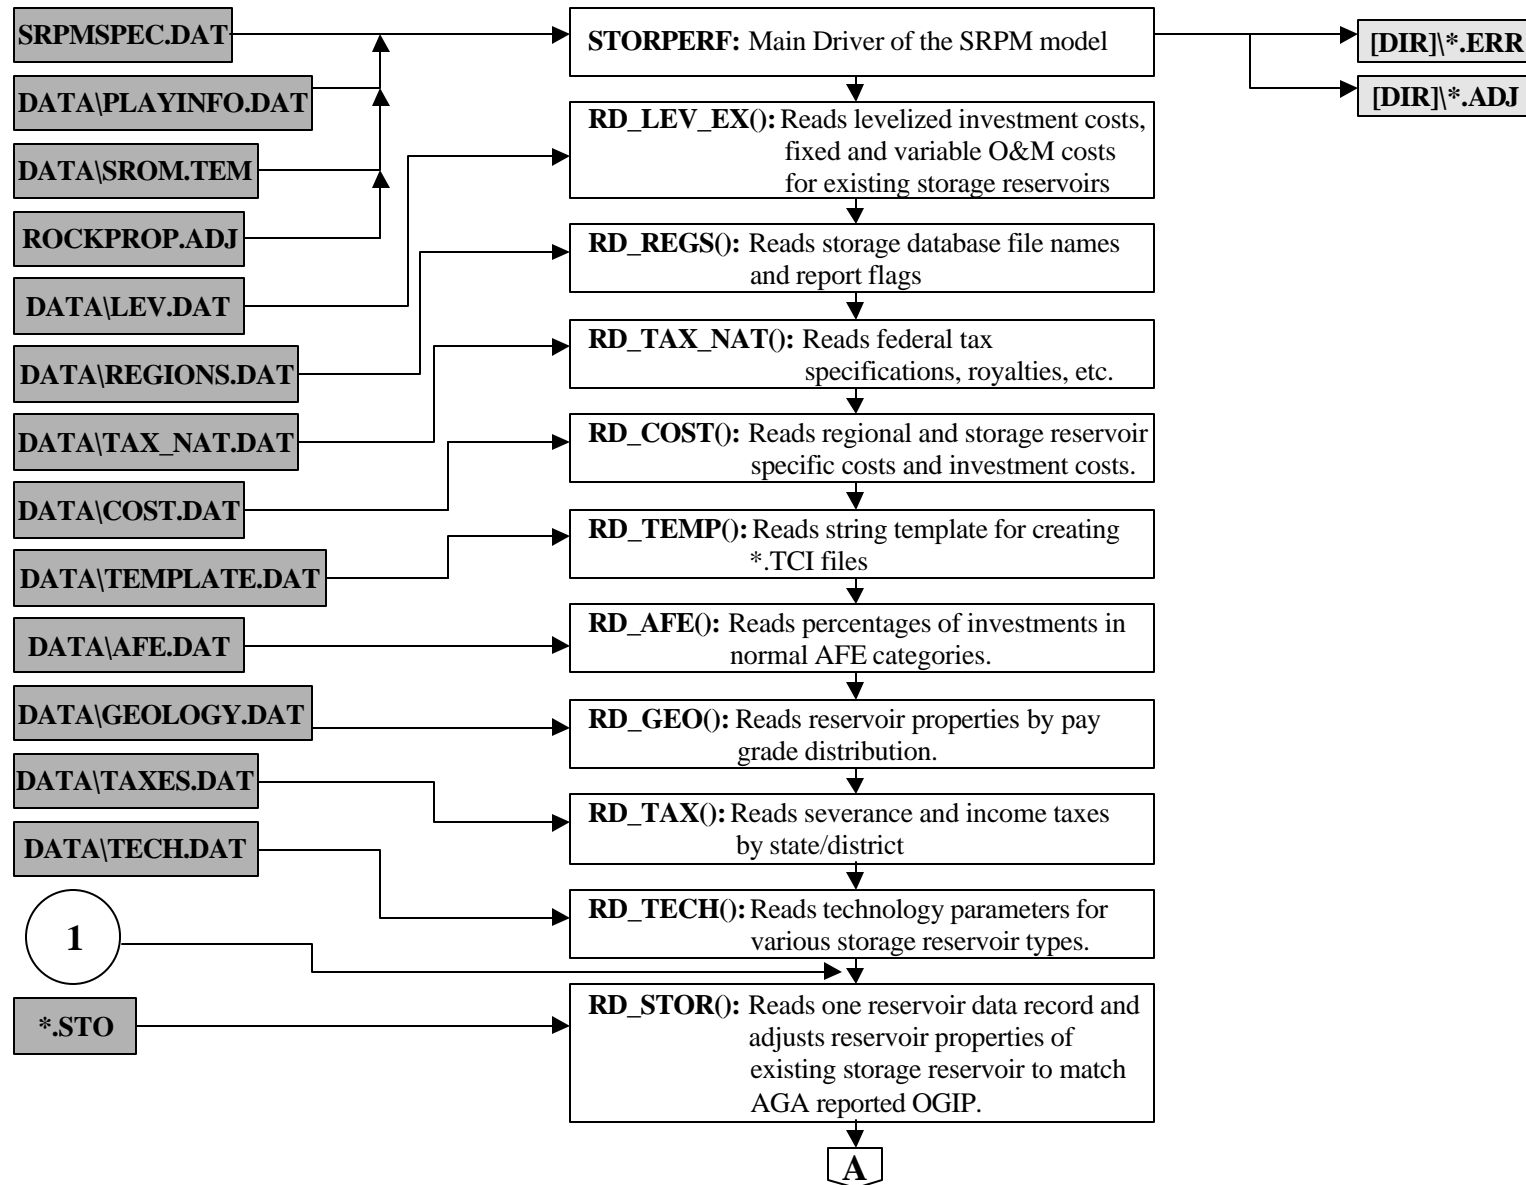 SRPMSPEC.DAT
DATA\PLAYINFO.DAT
DATA\SROM.TEM
ROCKPROP.ADJ
DATA\LEV.DAT
DATA\REGIONS.DAT
DATA\TAX_NAT.DAT
DATA\COST.DAT
DATA\TEMPLATE.DAT
DATA\AFE.DAT
DATA\GEOLOGY.DAT
DATA\TAXES.DAT
DATA\TECH.DAT
1
*.STO
STORPERF: Main Driver of the SRPM model
RD_LEV_EX(): Reads levelized investment costs,
fixed and variable O&M costs
for existing storage reservoirs
RD_REGS(): Reads storage database file names
and report flags
RD_TAX_NAT(): Reads federal tax
specifications, royalties, etc.
RD_COST(): Reads regional and storage reservoir
specific costs and investment costs.
RD_TEMP(): Reads string template for creating
*.TCI files
RD_AFE(): Reads percentages of investments in
normal AFE categories.
RD_GEO(): Reads reservoir properties by pay
grade distribution.
RD_TAX(): Reads severance and income taxes
by state/district
RD_TECH(): Reads technology parameters for
various storage reservoir types.
RD_STOR(): Reads one reservoir data record and
adjusts reservoir properties of
existing storage reservoir to match
AGA reported OGIP.
A
[DIR]\*.ERR
[DIR]\*.ADJ